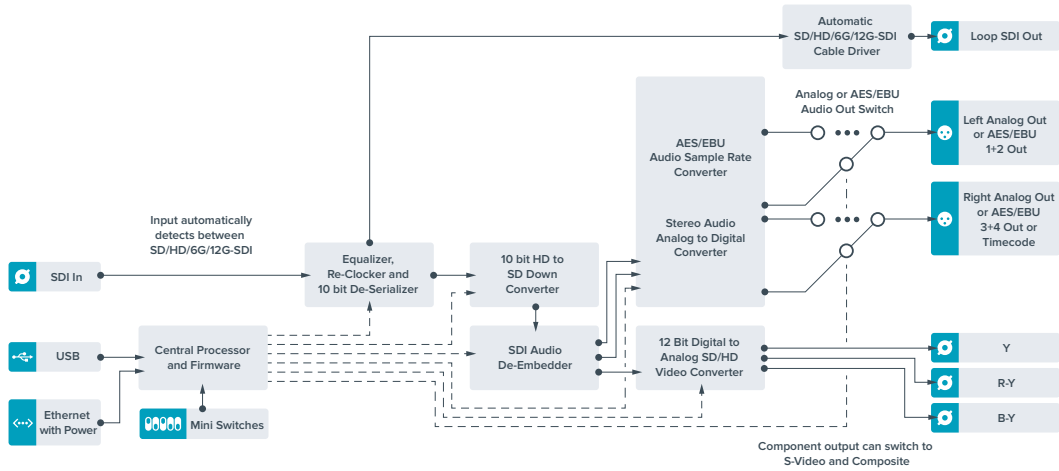 Automatic
SD/HD/6G/12G-SDI
Cable Driver
Loop SDI Out
Analog or AES/EBU
Audio Out Switch
AES/EBU
Audio Sample Rate
Converter
Left Analog Out
or AES/EBU
1+2 Out
Stereo Audio
Analog to Digital
Converter
Right Analog Out
or AES/EBU
3+4 Out or
Timecode
Input automatically
detects between
SD/HD/6G/12G-SDI
SDI In
Equalizer,
Re-Clocker and
10 bit De-Serializer
10 bit HD to
SD Down
Converter
USB
Central Processor
and Firmware
SDI Audio
De-Embedder
12 Bit Digital to
Analog SD/HD
Video Converter
Y
R-Y
B-Y
Ethernet
with Power
Mini Switches
Component output can switch to
S-Video and Composite